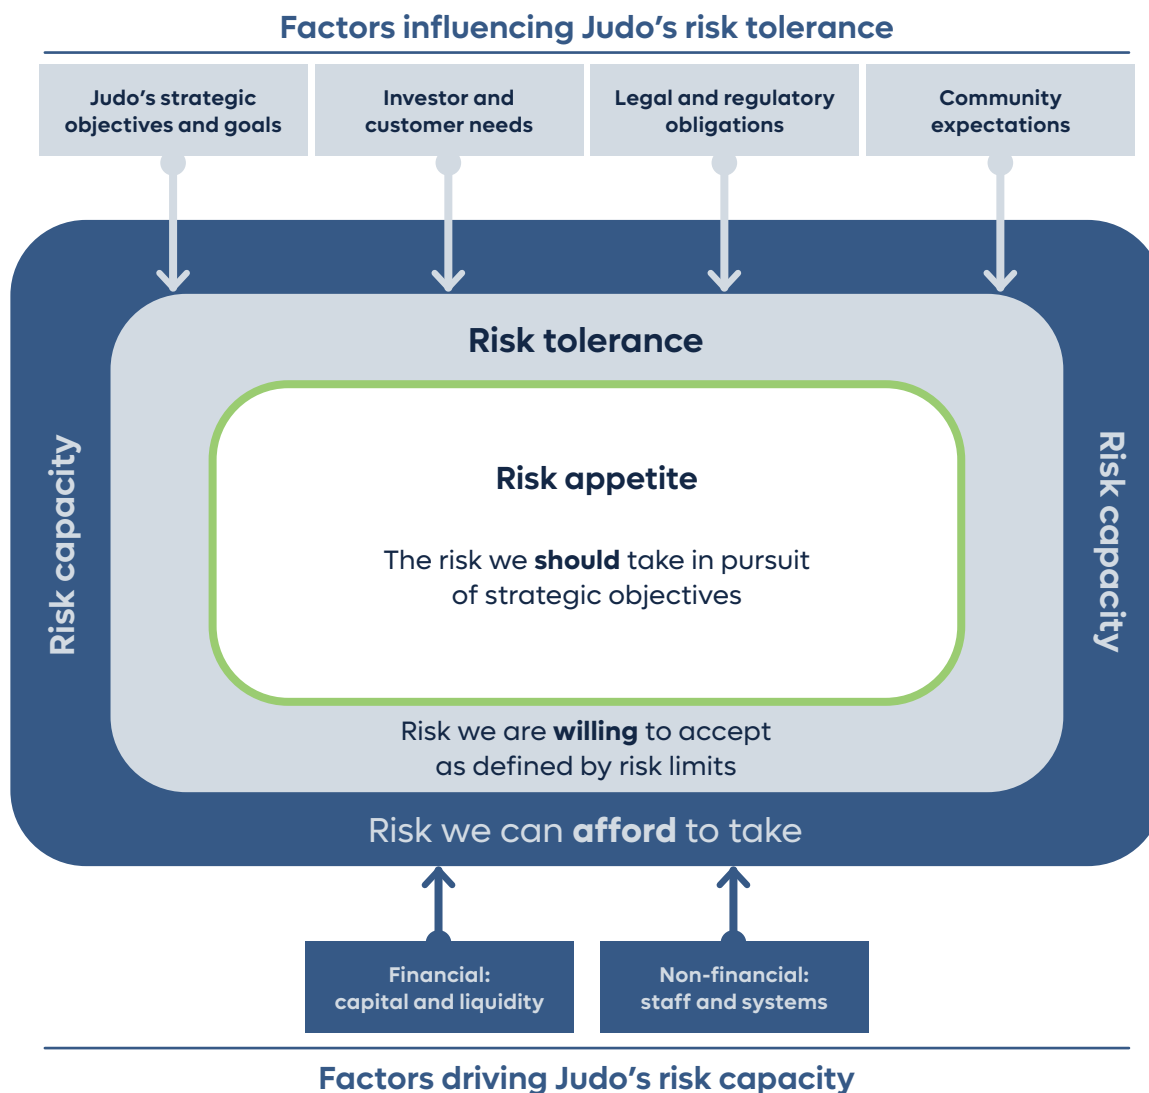 Factors influencing Judo’s risk tolerance
Judo’s strategic
objectives and goals
Investor and
customer needs
Legal and regulatory
obligations
Community
expectations
Risk tolerance
Risk capacity
Risk appetite
The risk we should take in pursuit
of strategic objectives
Risk capacity
Risk we are willing to accept
as defined by risk limits
Risk we can afford to take
Financial:
capital and liquidity
Non-financial:
staff and systems
Factors driving Judo’s risk capacity